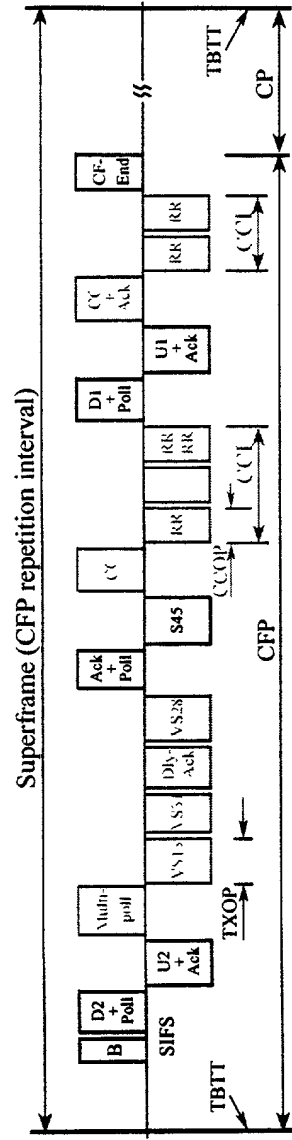 Superframe (CFP repetition interval)
B
D2
+
Poll
Multi-
poll
Ack
+
Poll
CC
D1
+
Poll
CC
+
Ack
CF-
End
SIFS
U2
+
Ack
Dly-
Ack
VS28
S45
RR
RR
RR
U1
+
Ack
RR
RR
TBTT
TXOP
CCOP
CCI
CCI
TBTT
CFP
CP